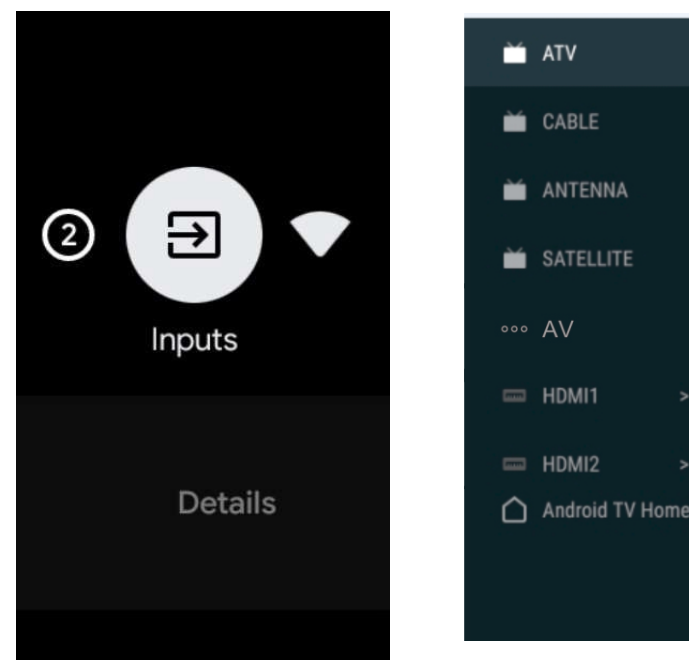 2
Inputs
Details
ATV
CABLE
ANTENNA
SATELLITE
AV
HDMI1 >
HDMI2 >
Android TV Home